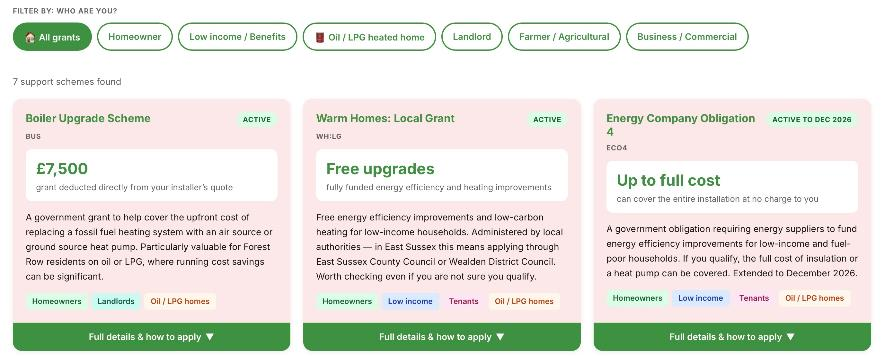 FILTER BY: WHO ARE YOU?
All grants
Homeowner
Low income / Benefits
Oil / LPG heated home
Landlord
Farmer / Agricultural
Business / Commercial
7 support schemes found
Boiler Upgrade Scheme
ACTIVE
BUS
£7,500
grant deducted directly from your installer's quote
A government grant to help cover the upfront cost of
replacing a fossil fuel heating system with an air source or
ground source heat pump. Particularly valuable for Forest
Row residents on oil or LPG, where running cost savings
can be significant.
Homeowners
Landlords
Oil / LPG homes
Full details & how to apply ▼
Warm Homes: Local Grant
ACTIVE
WH:LG
Free upgrades
fully funded energy efficiency and heating improvements
Free energy efficiency improvements and low-carbon
heating for low-income households. Administered by local
authorities — in East Sussex this means applying through
East Sussex County Council or Wealden District Council.
Worth checking even if you are not sure you qualify.
Homeowners
Low income
Tenants
Oil / LPG homes
Full details & how to apply ▼
Energy Company Obligation
4
ACTIVE TO DEC 2026
ECO4
Up to full cost
can cover the entire installation at no charge to you
A government obligation requiring energy suppliers to fund
energy efficiency improvements for low-income and fuel-
poor households. If you qualify, the full cost of insulation or
a heat pump can be covered. Extended to December 2026.
Homeowners
Low income
Tenants
Oil / LPG homes
Full details & how to apply ▼